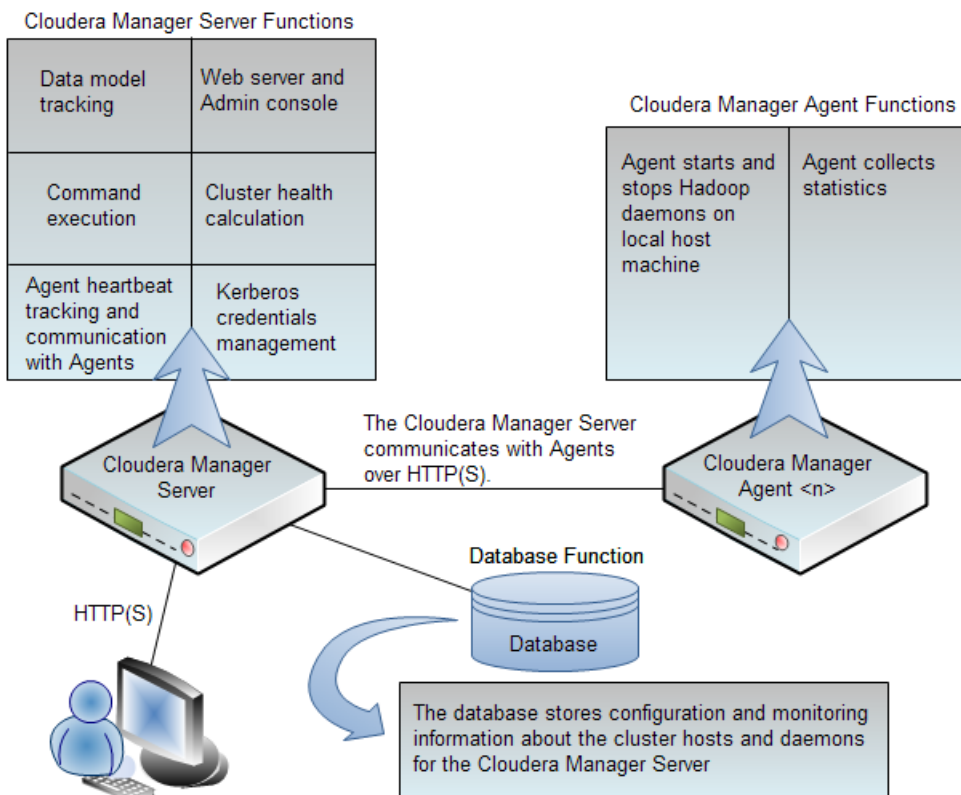 Cloudera Manager Server Functions
Data model
tracking
Web server and
Admin console
Command
execution
Cluster health
calculation
Agent heartbeat
tracking and
communication
with Agents
Kerberos
credentials
management
Cloudera Manager Agent Functions
Agent starts and
stops Hadoop
daemons on
local host
machine
Agent collects
statistics
The Cloudera Manager Server
communicates with Agents
over HTTP(S).
Cloudera Manager
Server
Cloudera Manager
Agent <n>
Database Function
Database
HTTP(S)
The database stores configuration and monitoring
information about the cluster hosts and daemons
for the Cloudera Manager Server